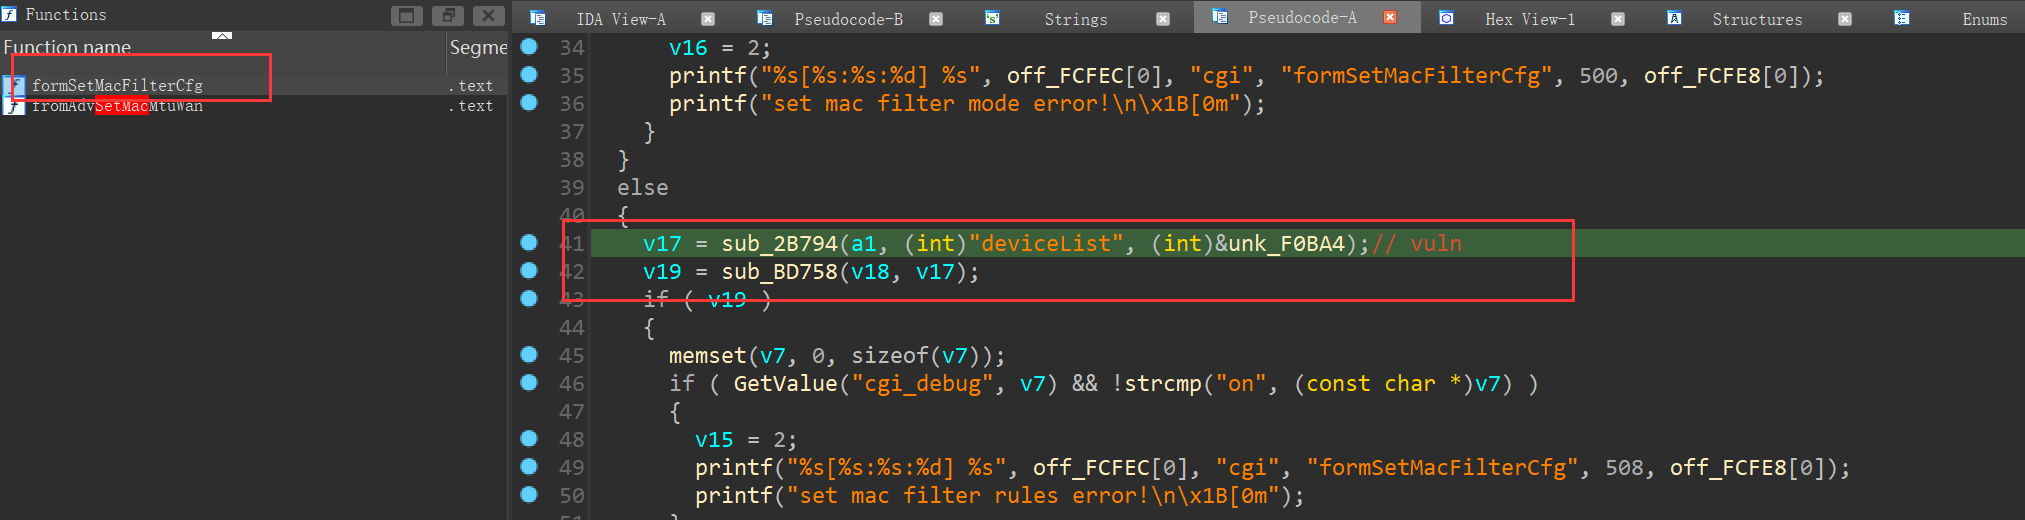 Functions
Function name Segme
formSetMacFilterCfg .text
fromAdvSetMacMtuWan .text
IDA View-A Pseudocode-B Strings Pseudocode-A Hex View-1 Structures Enums
34 v16 = 2;
35 printf("%s[%s:%s:%d] %s", off_FCFEC[0], "cgi", "formSetMacFilterCfg", 500, off_FCFE8[0]);
36 printf("set mac filter mode error!\n\x1B[0m");
37 }
38 }
39 else
40 {
41 v17 = sub_2B794(a1, (int)"deviceList", (int)&unk_F0BA4);// vuln
42 v19 = sub_BD758(v18, v17);
43 if ( v19 )
44 {
45 memset(v7, 0, sizeof(v7));
46 if ( GetValue("cgi_debug", v7) && !strcmp("on", (const char *)v7) )
47 {
48 v15 = 2;
49 printf("%s[%s:%s:%d] %s", off_FCFEC[0], "cgi", "formSetMacFilterCfg", 508, off_FCFE8[0]);
50 printf("set mac filter rules error!\n\x1B[0m");